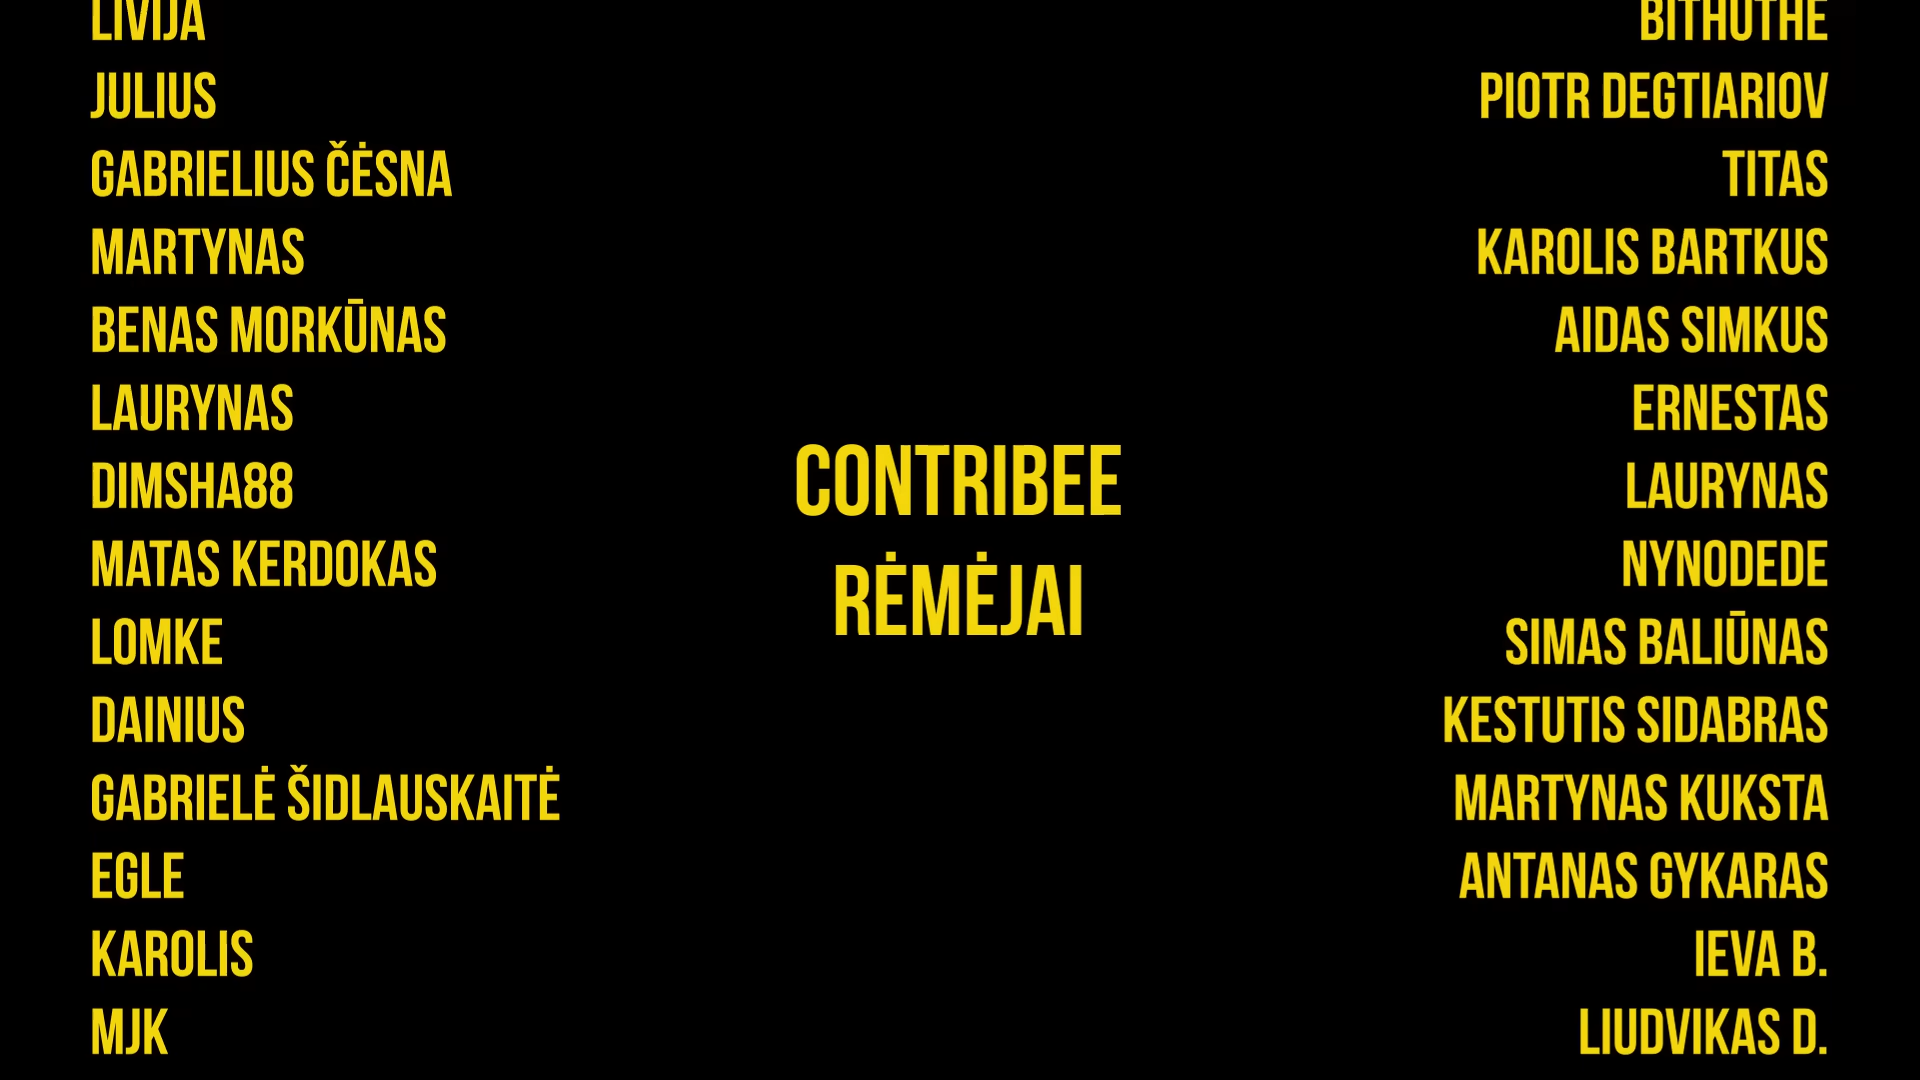 LIVIJA
JULIUS
GABRIELIUS ČĖSNA
MARTYNAS
BENAS MORKŪNAS
LAURYNAS
DIMSHA88
MATAS KERDOKAS
LOMKE
DAINIUS
GABRIELĖ ŠIDLAUSKAITĖ
EGLE
KAROLIS
MJK
CONTRIBEE
RĖMĖJAI
BITHUTHE
PIOTR DEGTIARIOV
TITAS
KAROLIS BARTKUS
AIDAS SIMKUS
ERNESTAS
LAURYNAS
NYNODEDE
SIMAS BALIŪNAS
KESTUTIS SIDABRAS
MARTYNAS KUKSTA
ANTANAS GYKARAS
IEVA B.
LIUDVIKAS D.